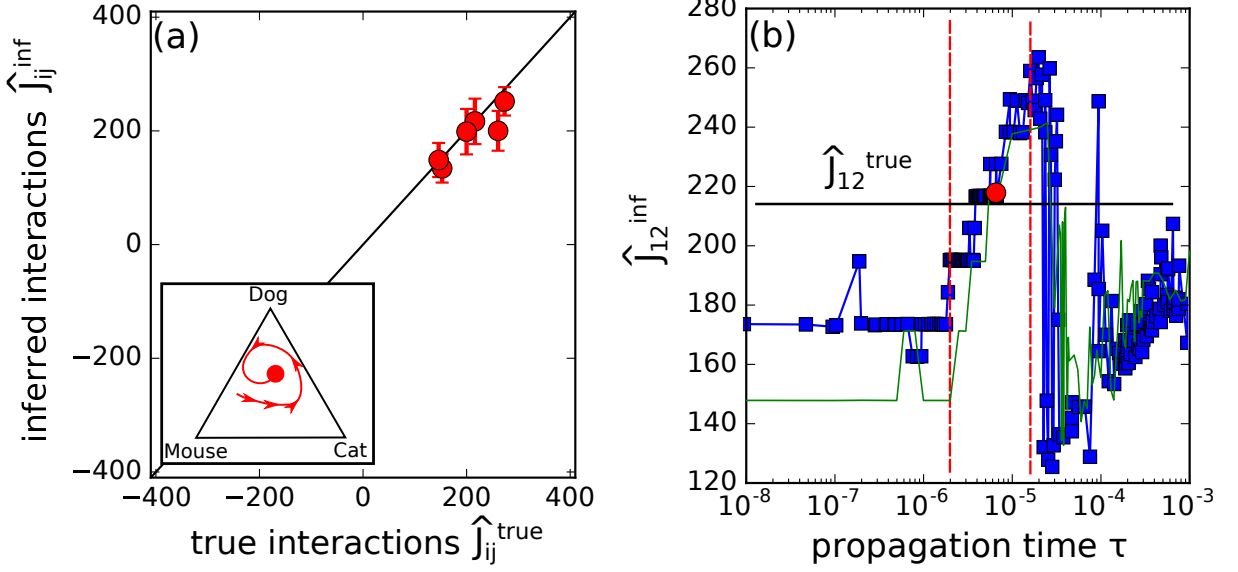 (a)
inferred interactions Ĵ_ij^inf
400
200
0
−200
−400
−400 −200 0 200 400
true interactions Ĵ_ij^true
Dog
Mouse Cat
(b)
Ĵ_12^inf
280
260
240
220
200
180
160
140
120
Ĵ_12^true
10^-8 10^-7 10^-6 10^-5 10^-4 10^-3
propagation time τ